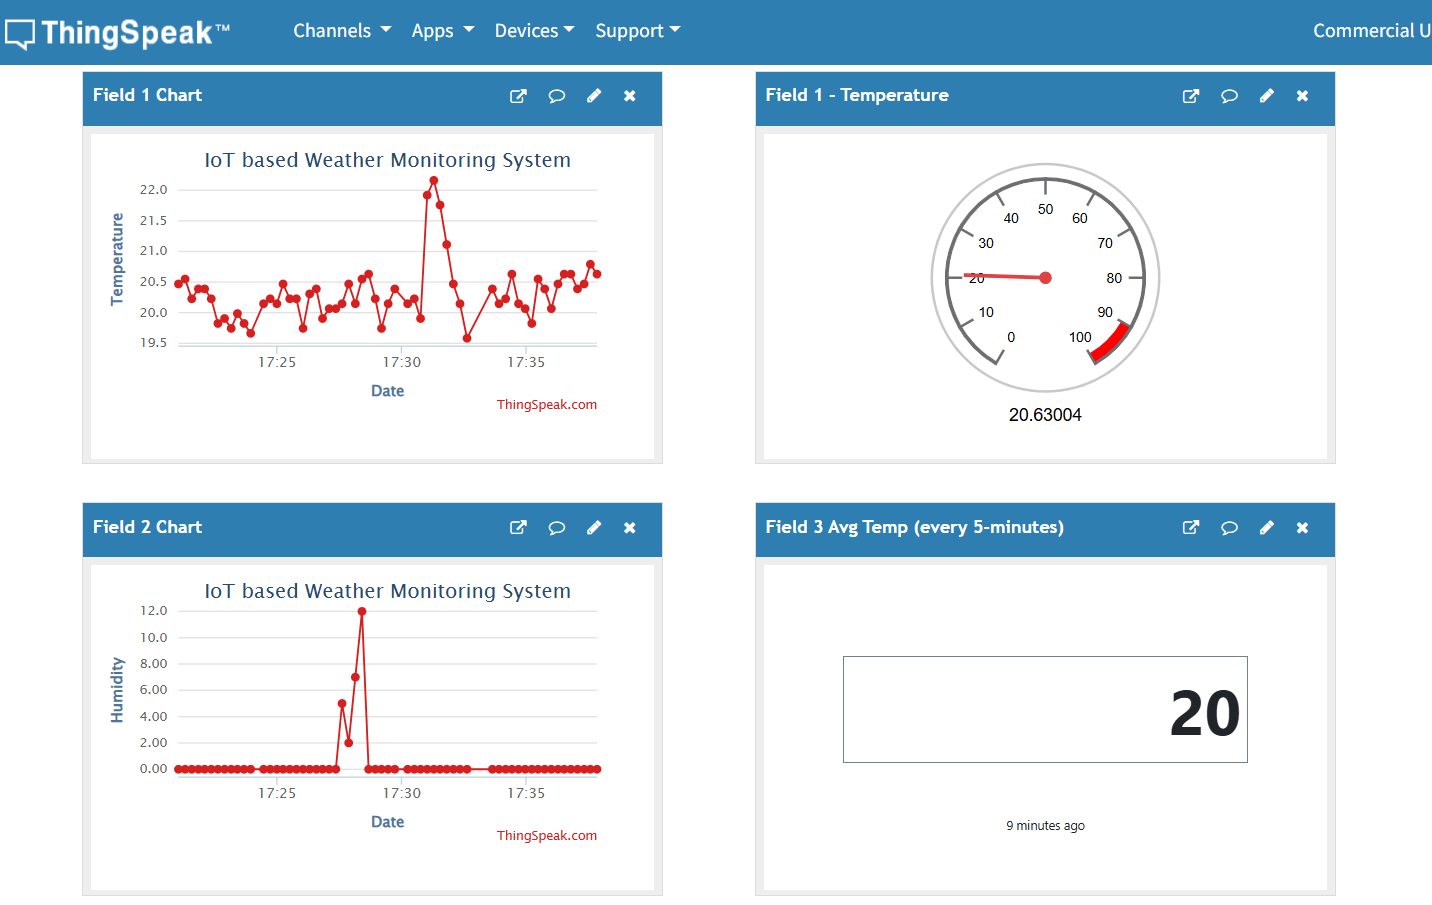 ThingSpeak™ Channels Apps Devices Support Commercial U
Field 1 Chart
IoT based Weather Monitoring System
Temperature
22.0
21.5
21.0
20.5
20.0
19.5
17:25 17:30 17:35
Date
ThingSpeak.com
Field 1 - Temperature
0 10 20 30 40 50 60 70 80 90 100
20.63004
Field 2 Chart
IoT based Weather Monitoring System
Humidity
12.0
10.0
8.00
6.00
4.00
2.00
0.00
17:25 17:30 17:35
Date
ThingSpeak.com
Field 3 Avg Temp (every 5-minutes)
20
9 minutes ago